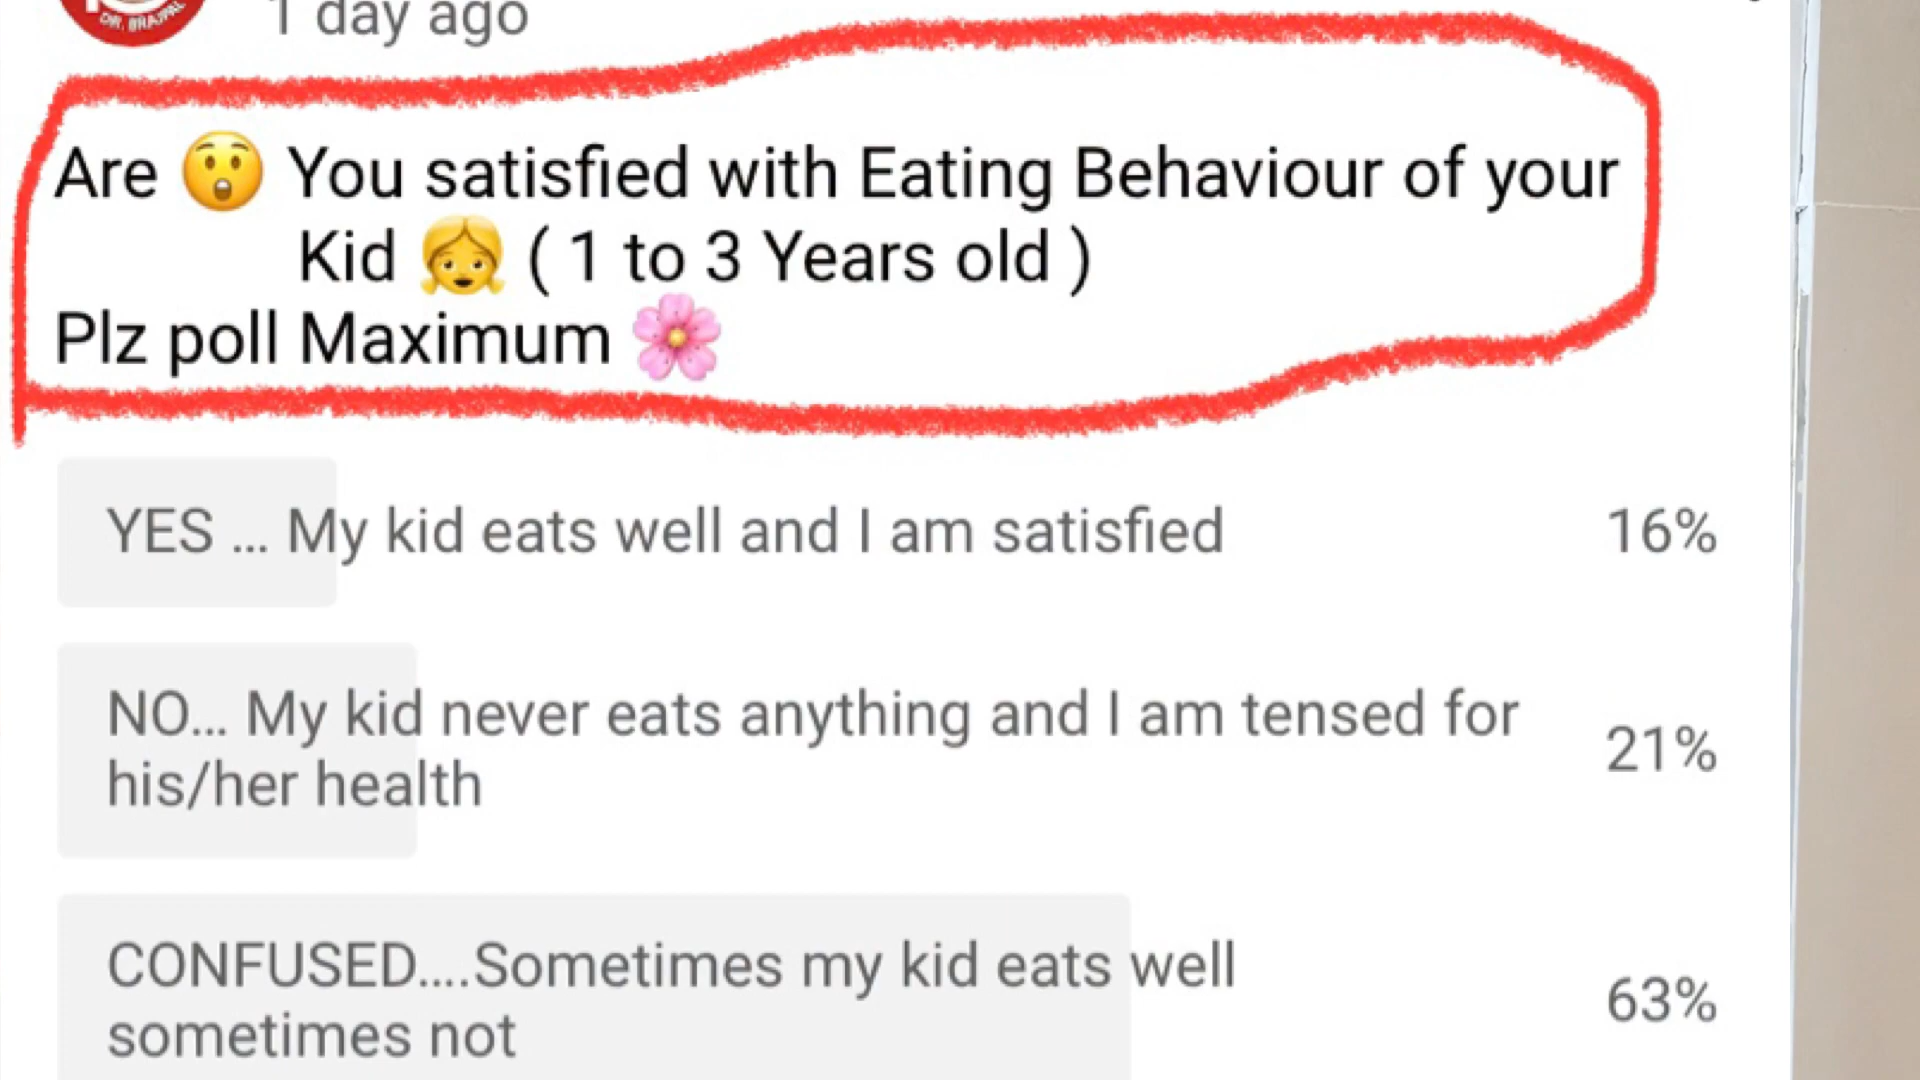 DR. BRAJPAL
1 day ago
Are 😲 You satisfied with Eating Behaviour of your
Kid 👧 ( 1 to 3 Years old )
Plz poll Maximum 🌸
YES ... My kid eats well and I am satisfied
16%
NO... My kid never eats anything and I am tensed for
his/her health
21%
CONFUSED....Sometimes my kid eats well
sometimes not
63%